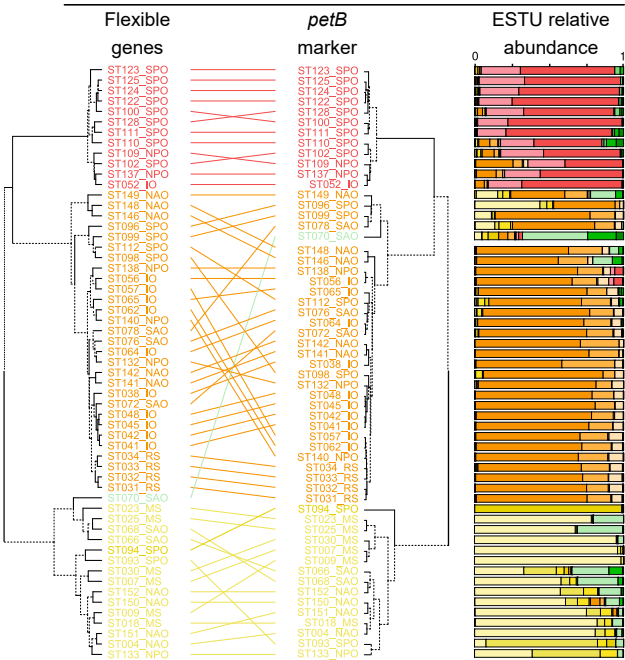 Flexible
genes
petB
marker
ESTU relative
abundance
0 1
ST123_SPO
ST125_SPO
ST124_SPO
ST122_SPO
ST100_SPO
ST128_SPO
ST111_SPO
ST110_SPO
ST109_NPO
ST102_SPO
ST137_NPO
ST052_IO
ST149_NAO
ST148_NAO
ST146_NAO
ST096_SPO
ST099_SPO
ST112_SPO
ST098_SPO
ST138_NPO
ST056_IO
ST057_IO
ST065_IO
ST062_IO
ST140_NPO
ST078_SAO
ST076_SAO
ST064_IO
ST132_NPO
ST142_NAO
ST141_NAO
ST038_IO
ST072_SAO
ST048_IO
ST045_IO
ST042_IO
ST041_IO
ST034_RS
ST033_RS
ST032_RS
ST031_RS
ST070_SAO
ST023_MS
ST025_MS
ST068_SAO
ST066_SAO
ST094_SPO
ST093_SPO
ST030_MS
ST007_MS
ST152_NAO
ST150_NAO
ST009_MS
ST018_MS
ST151_NAO
ST004_NAO
ST133_NPO
ST123_SPO
ST125_SPO
ST124_SPO
ST122_SPO
ST128_SPO
ST100_SPO
ST111_SPO
ST110_SPO
ST102_SPO
ST109_NPO
ST137_NPO
ST052_IO
ST149_NAO
ST096_SPO
ST099_SPO
ST078_SAO
ST070_SAO
ST148_NAO
ST146_NAO
ST138_NPO
ST056_IO
ST065_IO
ST112_SPO
ST076_SAO
ST064_IO
ST072_SAO
ST142_NAO
ST141_NAO
ST038_IO
ST098_SPO
ST132_NPO
ST048_IO
ST045_IO
ST042_IO
ST041_IO
ST057_IO
ST062_IO
ST140_NPO
ST034_RS
ST033_RS
ST032_RS
ST031_RS
ST094_SPO
ST023_MS
ST025_MS
ST030_MS
ST007_MS
ST009_MS
ST066_SAO
ST068_SAO
ST152_NAO
ST150_NAO
ST151_NAO
ST018_MS
ST004_NAO
ST093_SPO
ST133_NPO